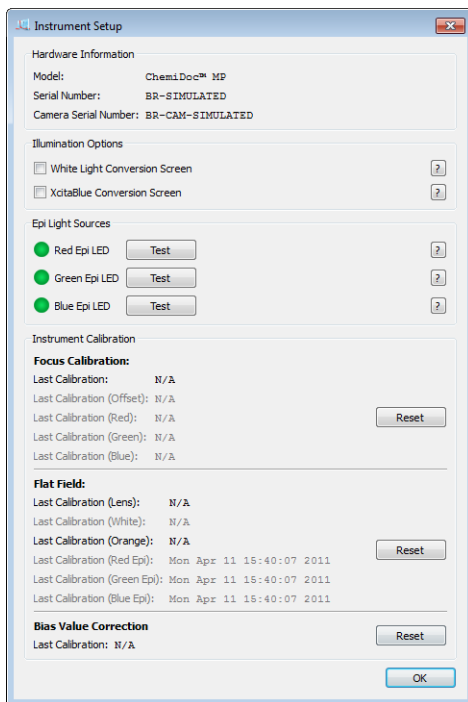 Instrument Setup
Hardware Information
Model: ChemiDoc™ MP
Serial Number: BR-SIMULATED
Camera Serial Number: BR-CAM-SIMULATED
Illumination Options
White Light Conversion Screen ?
XcitaBlue Conversion Screen ?
Epi Light Sources
Red Epi LED Test ?
Green Epi LED Test ?
Blue Epi LED Test ?
Instrument Calibration
Focus Calibration:
Last Calibration: N/A
Last Calibration (Offset): N/A
Last Calibration (Red): N/A Reset
Last Calibration (Green): N/A
Last Calibration (Blue): N/A
Flat Field:
Last Calibration (Lens): N/A
Last Calibration (White): N/A
Last Calibration (Orange): N/A
Last Calibration (Red Epi): Mon Apr 11 15:40:07 2011 Reset
Last Calibration (Green Epi): Mon Apr 11 15:40:07 2011
Last Calibration (Blue Epi): Mon Apr 11 15:40:07 2011
Bias Value Correction
Last Calibration: N/A Reset
OK